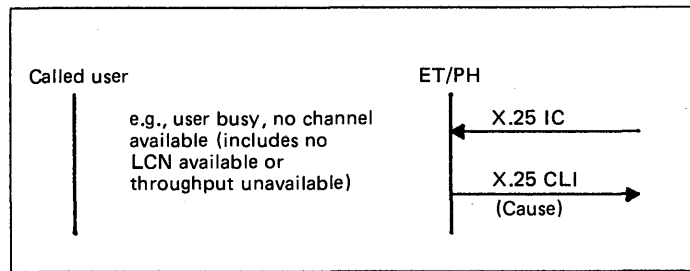 Called user
ET/PH
e.g., user busy, no channel
available (includes no
LCN available or
throughput unavailable)
X.25 IC
X.25 CLI
(Cause)